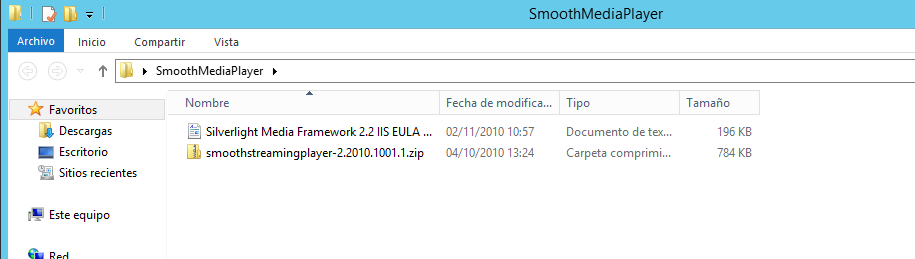 SmoothMediaPlayer
Archivo Inicio Compartir Vista
SmoothMediaPlayer
Nombre Fecha de modifica... Tipo Tamaño
Favoritos
Descargas
Escritorio
Sitios recientes
Este equipo
Red
Silverlight Media Framework 2.2 IIS EULA ... 02/11/2010 10:57 Documento de tex... 196 KB
smoothstreamingplayer-2.2010.1001.1.zip 04/10/2010 13:24 Carpeta comprimi... 784 KB